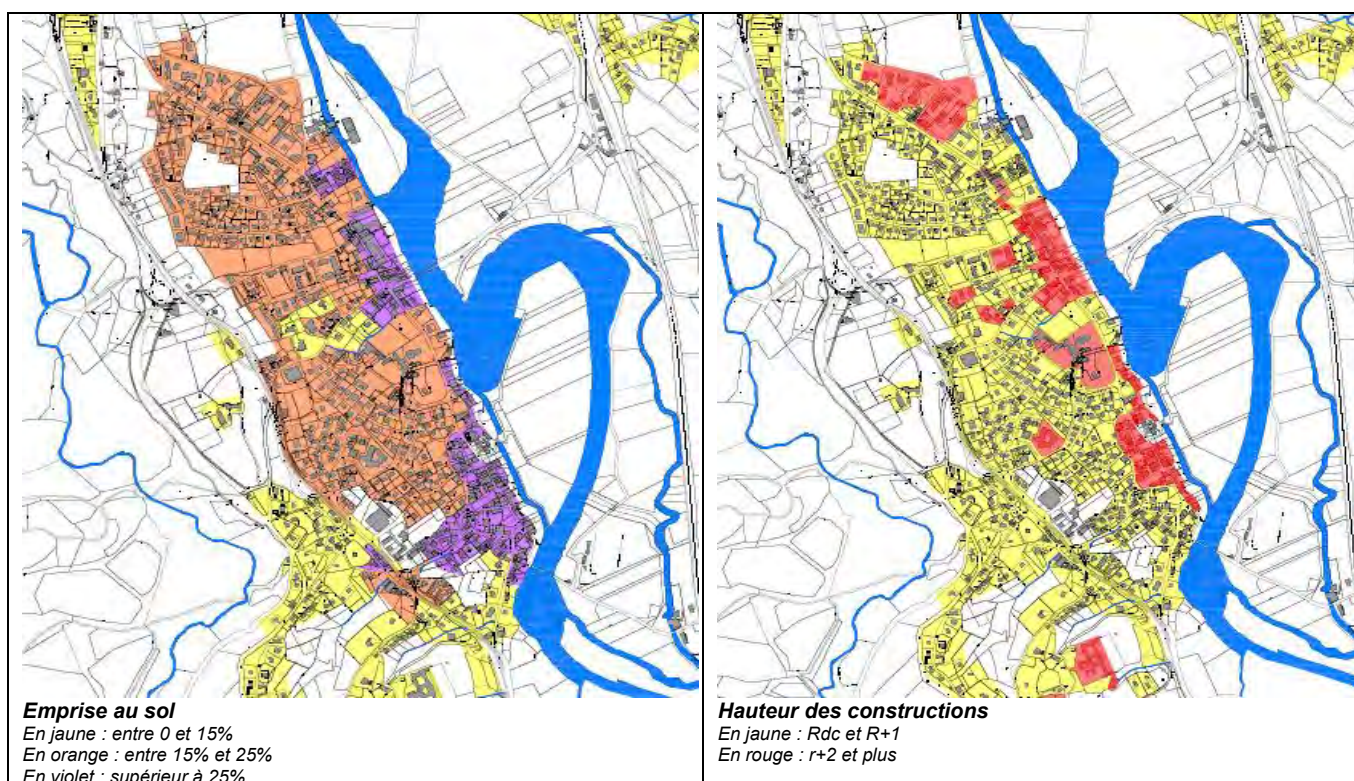 Emprise au sol
En jaune : entre 0 et 15%
En orange : entre 15% et 25%
En violet : supérieur à 25%
Hauteur des constructions
En jaune : Rdc et R+1
En rouge : r+2 et plus